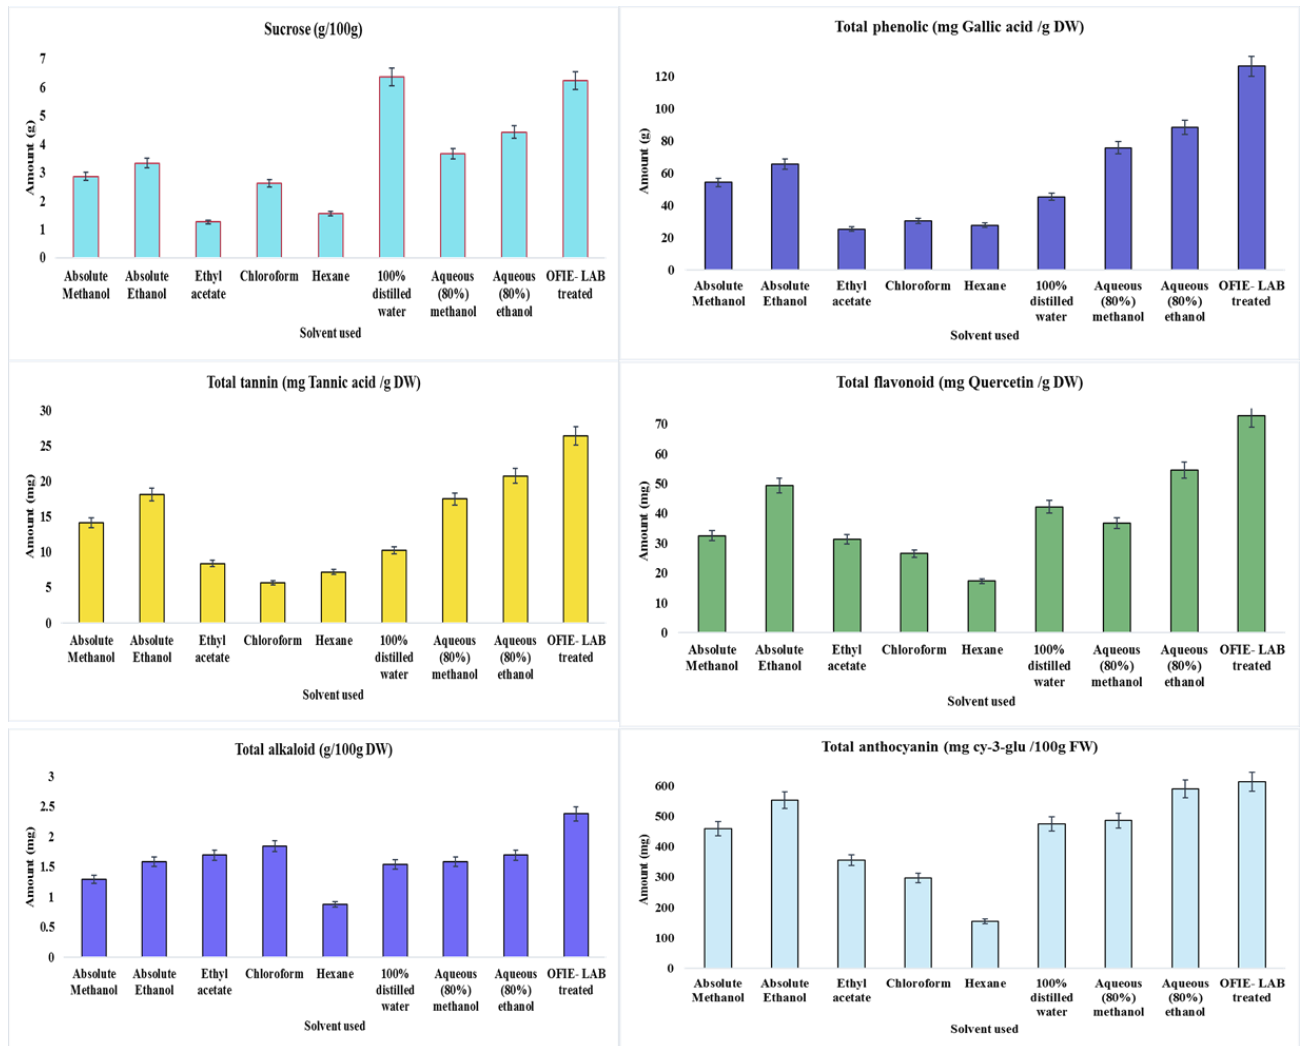 Sucrose (g/100g)
Amount (g)
7
6
5
4
3
2
1
0
Absolute Methanol
Absolute Ethanol
Ethyl acetate
Chloroform
Hexane
100% distilled water
Aqueous (80%) methanol
Aqueous (80%) ethanol
OFIE- LAB treated
Solvent used
Total phenolic (mg Gallic acid /g DW)
Amount (g)
120
100
80
60
40
20
0
Absolute Methanol
Absolute Ethanol
Ethyl acetate
Chloroform
Hexane
100% distilled water
Aqueous (80%) methanol
Aqueous (80%) ethanol
OFIE- LAB treated
Solvent used
Total tannin (mg Tannic acid /g DW)
Amount (mg)
30
25
20
15
10
5
0
Absolute Methanol
Absolute Ethanol
Ethyl acetate
Chloroform
Hexane
100% distilled water
Aqueous (80%) methanol
Aqueous (80%) ethanol
OFIE- LAB treated
Solvent used
Total flavonoid (mg Quercetin /g DW)
Amount (mg)
70
60
50
40
30
20
10
0
Absolute Methanol
Absolute Ethanol
Ethyl acetate
Chloroform
Hexane
100% distilled water
Aqueous (80%) methanol
Aqueous (80%) ethanol
OFIE- LAB treated
Solvent used
Total alkaloid (g/100g DW)
Amount (mg)
3
2.5
2
1.5
1
0.5
0
Absolute Methanol
Absolute Ethanol
Ethyl acetate
Chloroform
Hexane
100% distilled water
Aqueous (80%) methanol
Aqueous (80%) ethanol
OFIE- LAB treated
Solvent used
Total anthocyanin (mg cy-3-glu /100g FW)
Amount (mg)
600
500
400
300
200
100
0
Absolute Methanol
Absolute Ethanol
Ethyl acetate
Chloroform
Hexane
100% distilled water
Aqueous (80%) methanol
Aqueous (80%) ethanol
OFIE- LAB treated
Solvent used